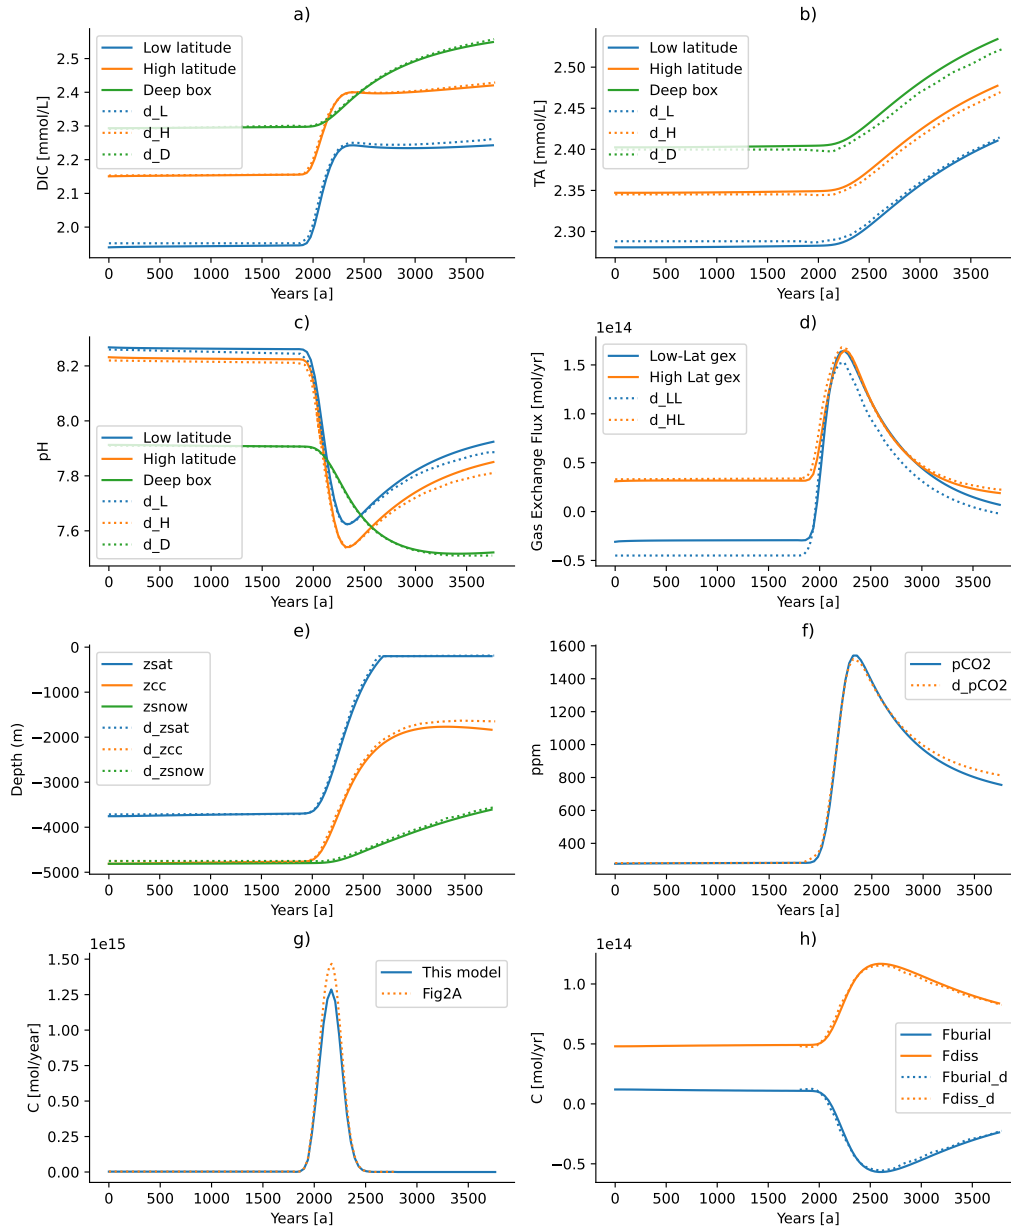 a)
DIC [mmol/L]
2.5
2.4
2.3
2.2
2.1
2.0
Low latitude
High latitude
Deep box
d_L
d_H
d_D
0 500 1000 1500 2000 2500 3000 3500
Years [a]
b)
TA [mmol/L]
2.50
2.45
2.40
2.35
2.30
Low latitude
High latitude
Deep box
d_L
d_H
d_D
0 500 1000 1500 2000 2500 3000 3500
Years [a]
c)
pH
8.2
8.0
7.8
7.6
Low latitude
High latitude
Deep box
d_L
d_H
d_D
0 500 1000 1500 2000 2500 3000 3500
Years [a]
d)
1e14
Gas Exchange Flux [mol/yr]
1.5
1.0
0.5
0.0
−0.5
Low-Lat gex
High Lat gex
d_LL
d_HL
0 500 1000 1500 2000 2500 3000 3500
Years [a]
e)
Depth (m)
0
−1000
−2000
−3000
−4000
−5000
zsat
zcc
zsnow
d_zsat
d_zcc
d_zsnow
0 500 1000 1500 2000 2500 3000 3500
Years [a]
f)
ppm
1600
1400
1200
1000
800
600
400
pCO2
d_pCO2
0 500 1000 1500 2000 2500 3000 3500
Years [a]
g)
1e15
C [mol/year]
1.50
1.25
1.00
0.75
0.50
0.25
0.00
This model
Fig2A
0 500 1000 1500 2000 2500 3000 3500
Years [a]
h)
1e14
C [mol/yr]
1.0
0.5
0.0
−0.5
Fburial
Fdiss
Fburial_d
Fdiss_d
0 500 1000 1500 2000 2500 3000 3500
Years [a]